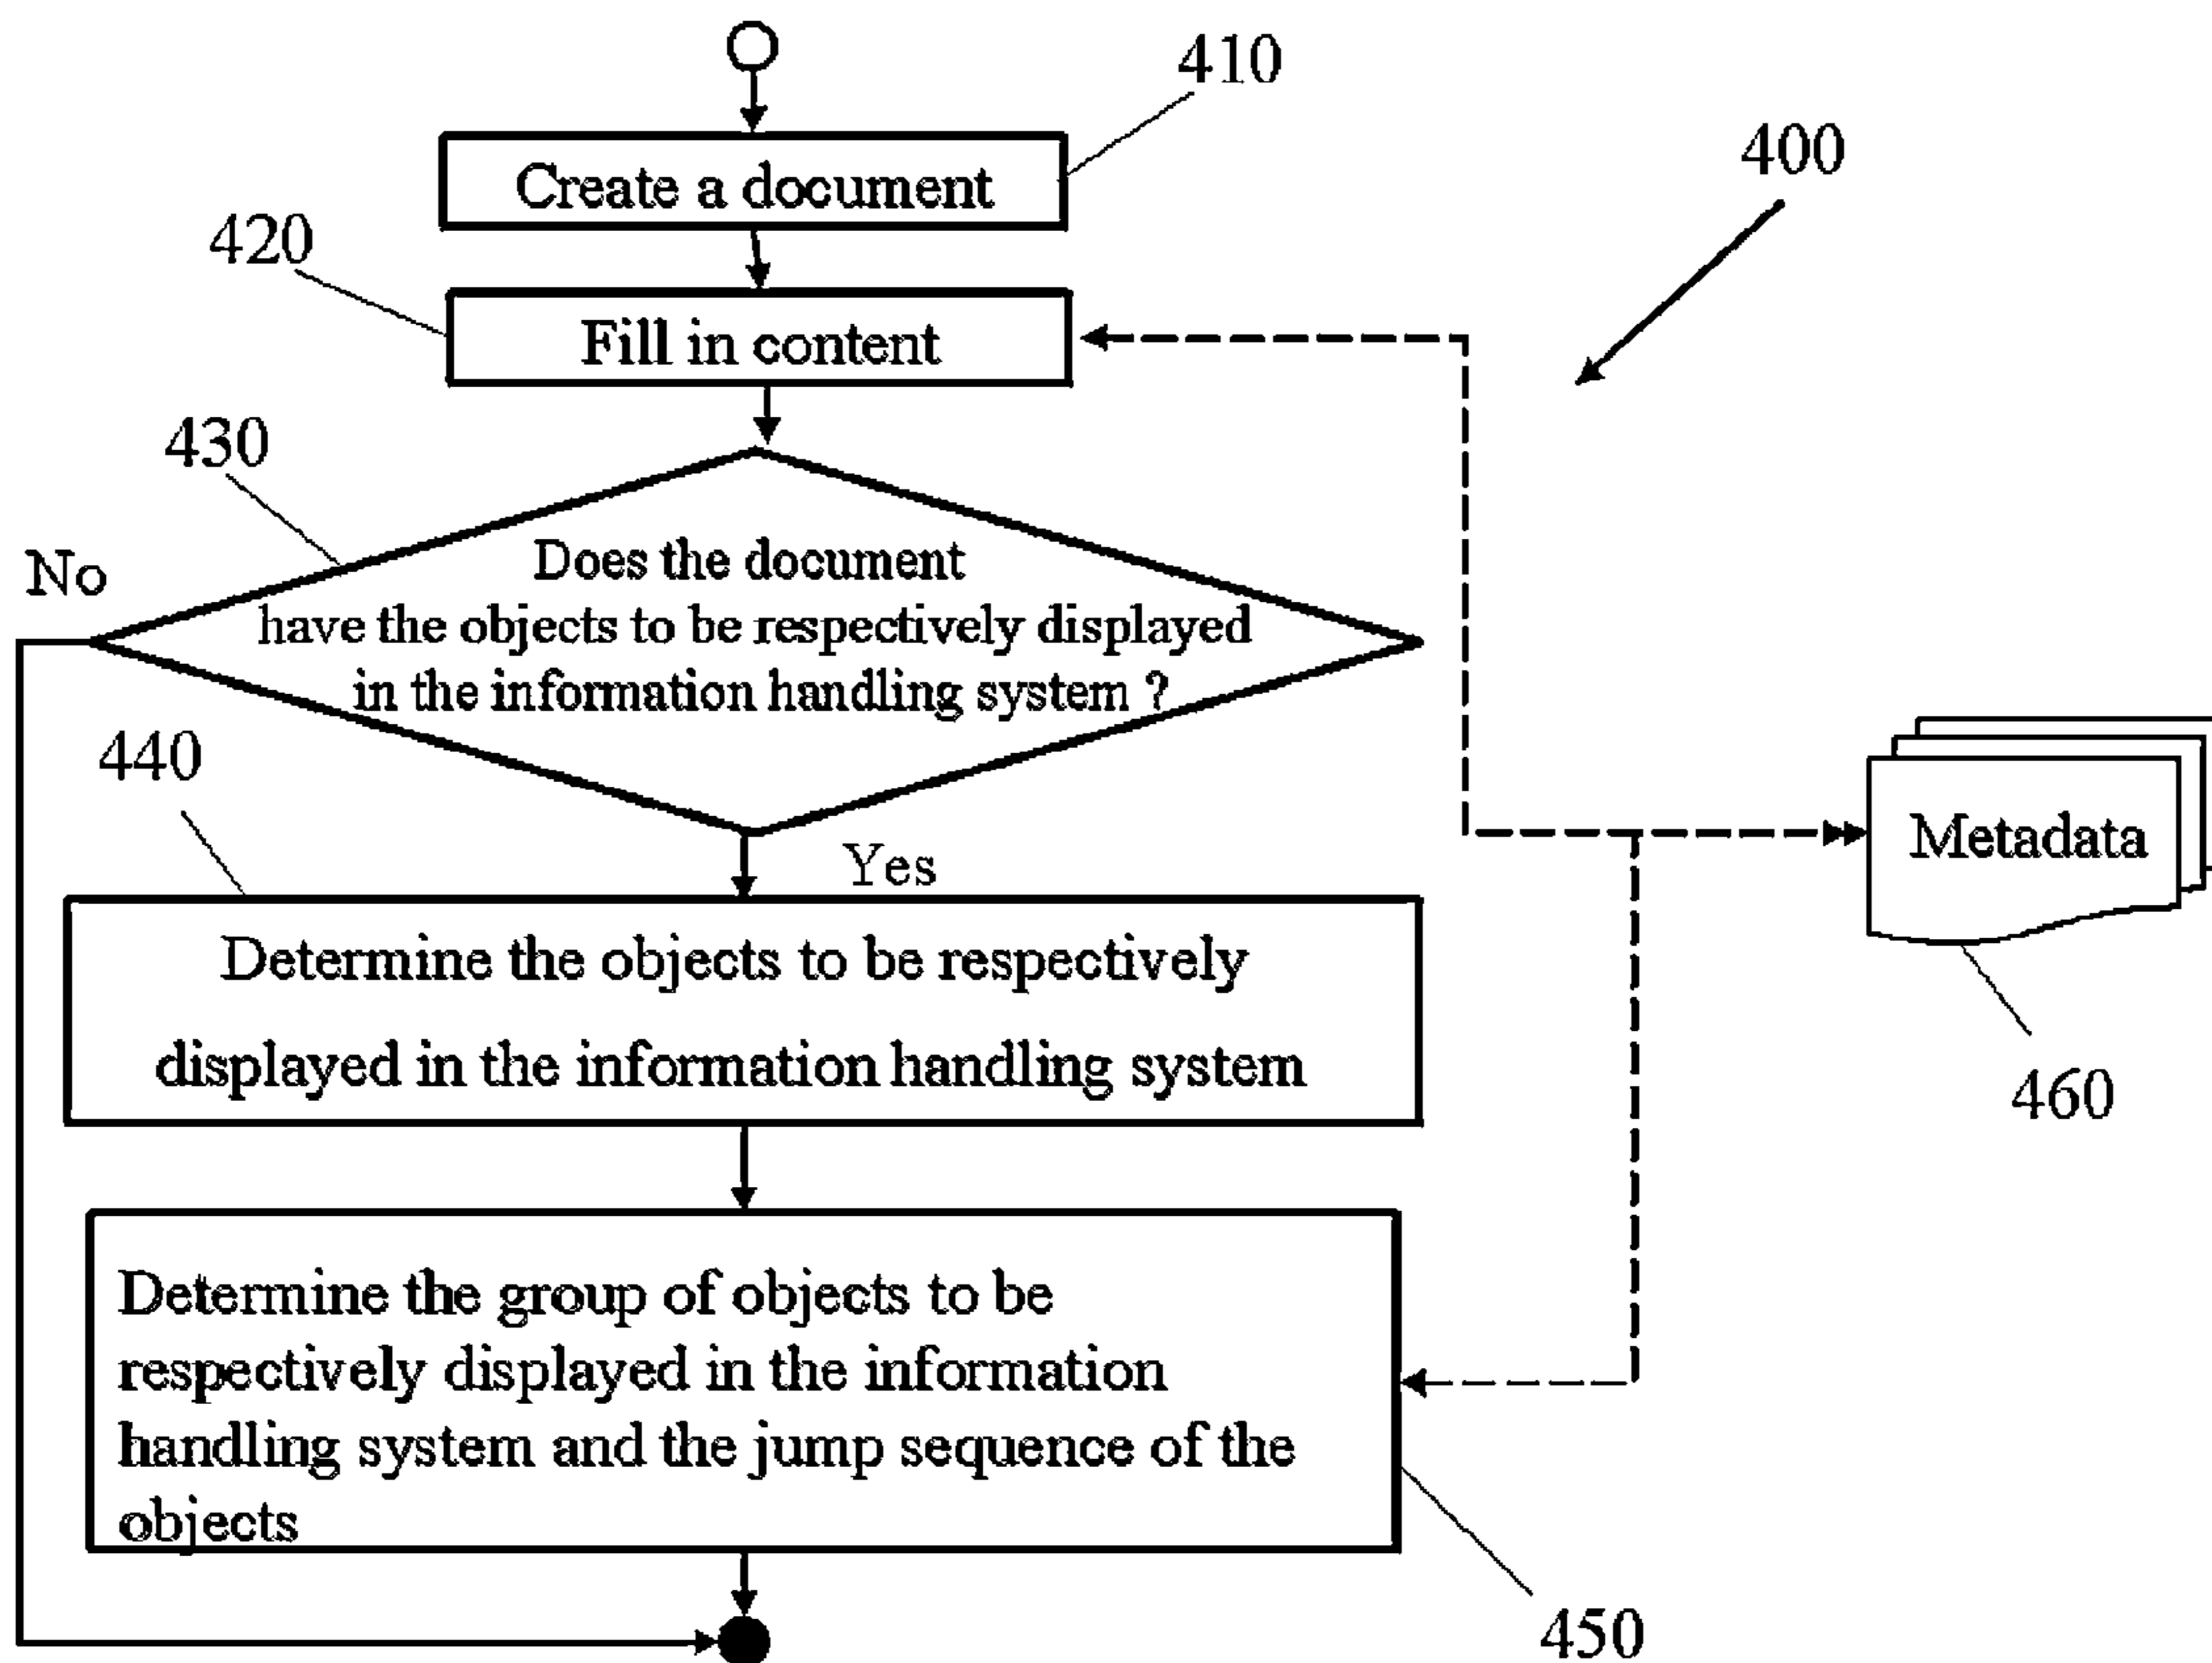 410
Create a document
400
420
Fill in content
430
No
Does the document
have the objects to be respectively displayed
in the information handling system ?
440
Yes
Metadata
Determine the objects to be respectively
displayed in the information handling system
460
Determine the group of objects to be
respectively displayed in the information
handling system and the jump sequence of the
objects
450